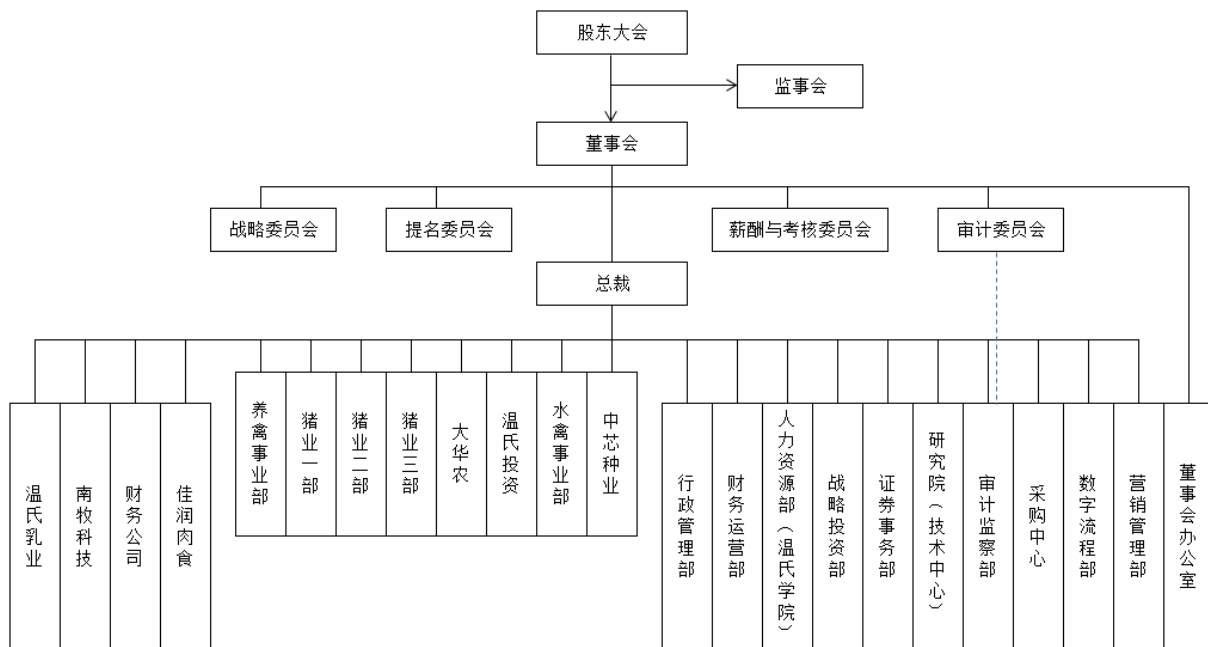 股东大会
监事会
董事会
战略委员会
提名委员会
薪酬与考核委员会
审计委员会
总裁
温氏乳业
南牧科技
财务公司
佳润肉食
养禽事业部
猪业一部
猪业二部
猪业三部
大华农
温氏投资
水禽事业部
中芯种业
行政管理部
财务运营部
人力资源部（温氏学院）
战略投资部
证券事务部
研究院（技术中心）
审计监察部
采购中心
数字流程部
营销管理部
董事会办公室